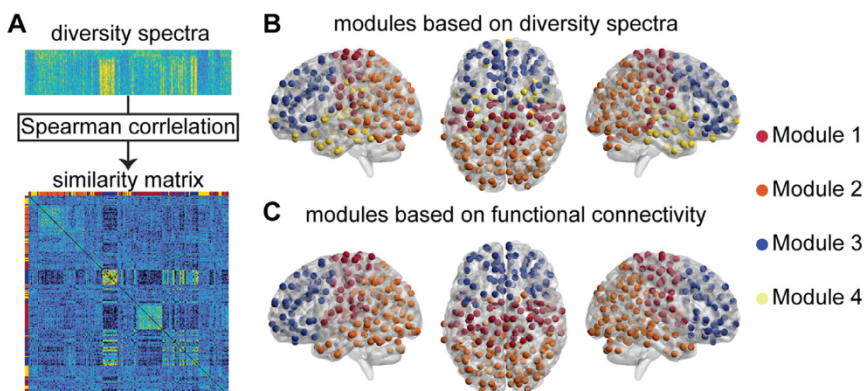 A
diversity spectra
Spearman corrlelation
similarity matrix
B
modules based on diversity spectra
C
modules based on functional connectivity
Module 1
Module 2
Module 3
Module 4